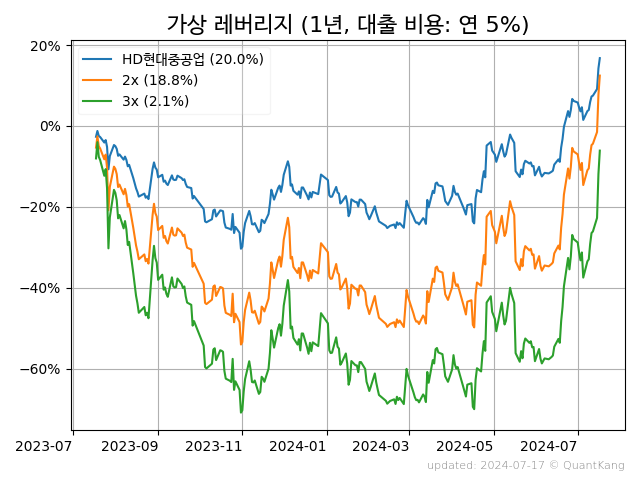 가상 레버리지 (1년, 대출 비용: 연 5%)
20%
0%
−20%
−40%
−60%
HD현대중공업 (20.0%)
2x (18.8%)
3x (2.1%)
2023-07 2023-09 2023-11 2024-01 2024-03 2024-05 2024-07
updated: 2024-07-17 © QuantKang